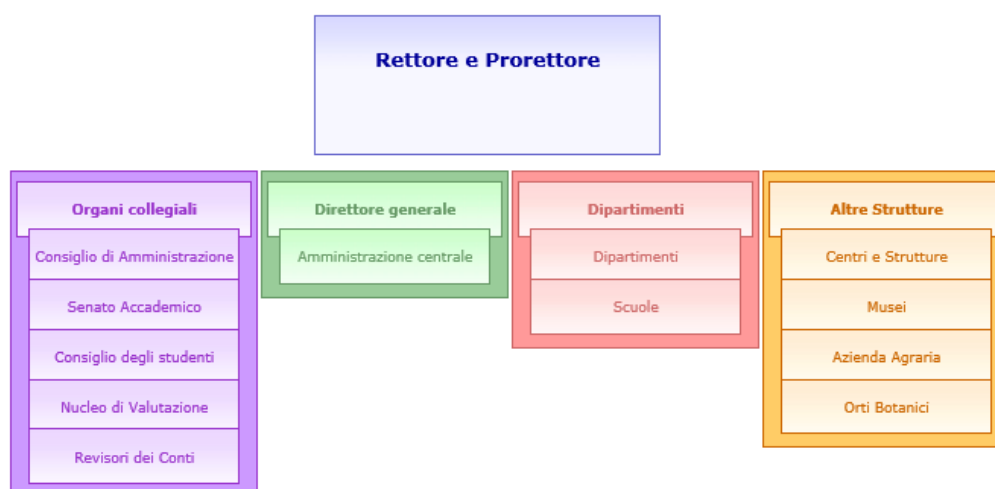 Rettore e Prorettore
Organi collegiali
Consiglio di Amministrazione
Senato Accademico
Consiglio degli studenti
Nucleo di Valutazione
Revisori dei Conti
Direttore generale
Amministrazione centrale
Dipartimenti
Dipartimenti
Scuole
Altre Strutture
Centri e Strutture
Musei
Azienda Agraria
Orti Botanici